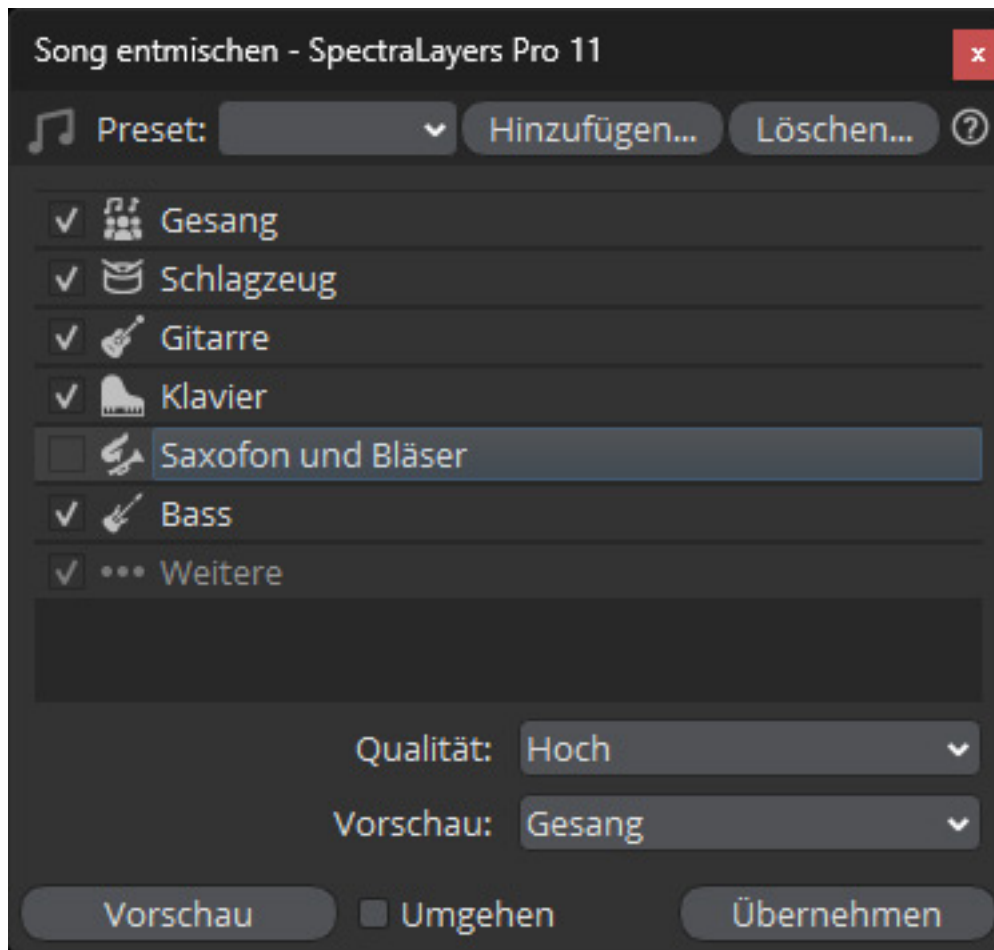 Song entmischen - SpectraLayers Pro 11 x
Preset: Hinzufügen... Löschen... ?
Gesang
Schlagzeug
Gitarre
Klavier
Saxofon und Bläser
Bass
Weitere
Qualität: Hoch
Vorschau: Gesang
Vorschau Umgehen Übernehmen